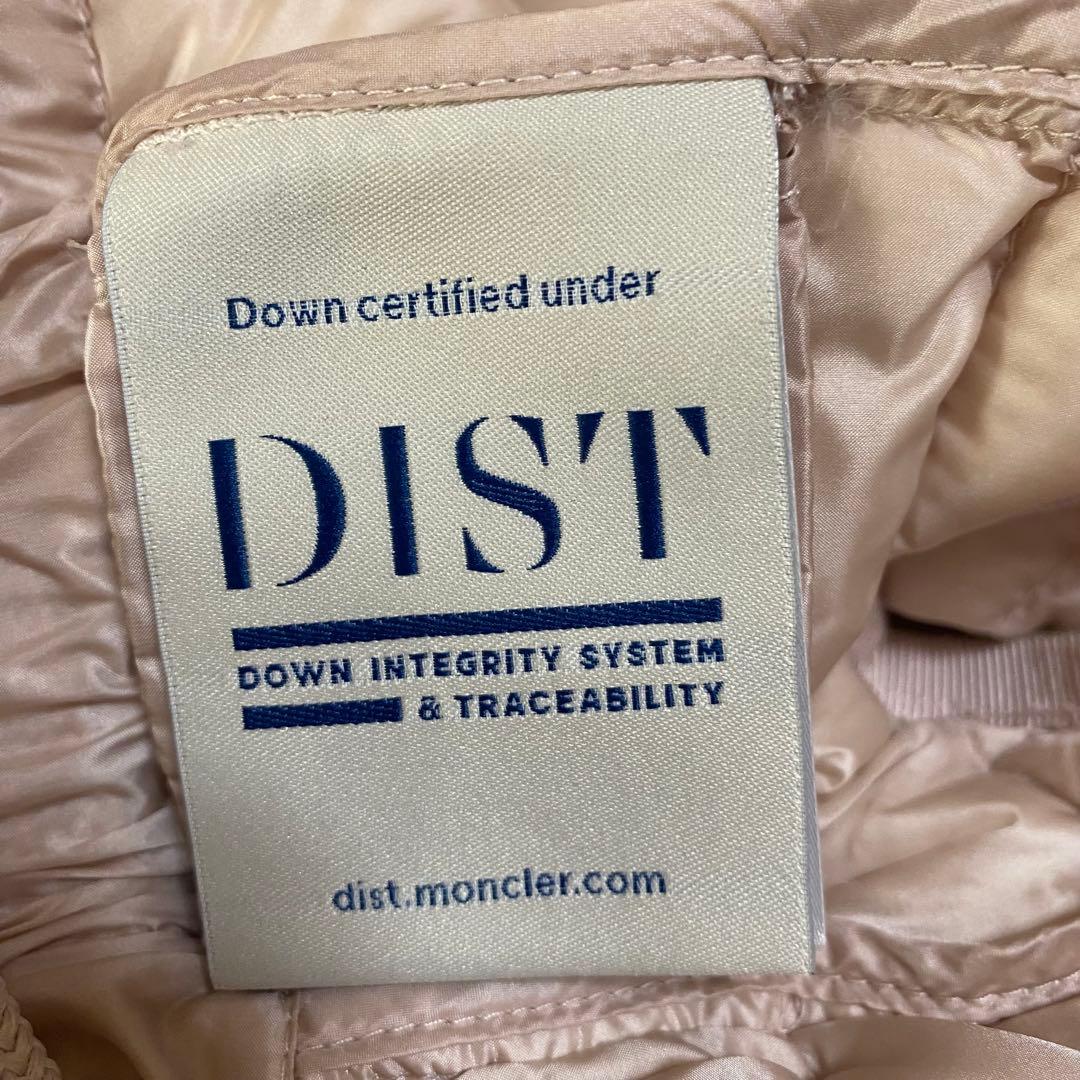 Down certified under
DIST
DOWN INTEGRITY SYSTEM
& TRACEABILITY
dist.moncler.com